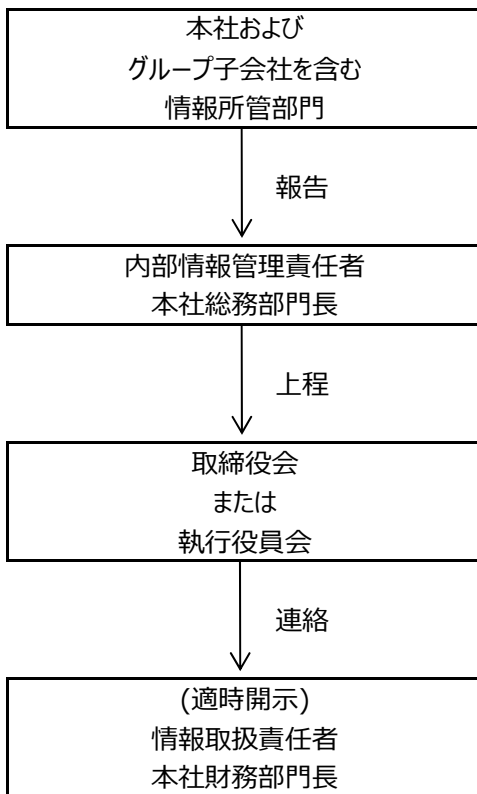 本社および
グループ子会社を含む
情報所管部門
報告
内部情報管理責任者
本社総務部門長
上程
取締役会
または
執行役員会
連絡
(適時開示)
情報取扱責任者
本社財務部門長